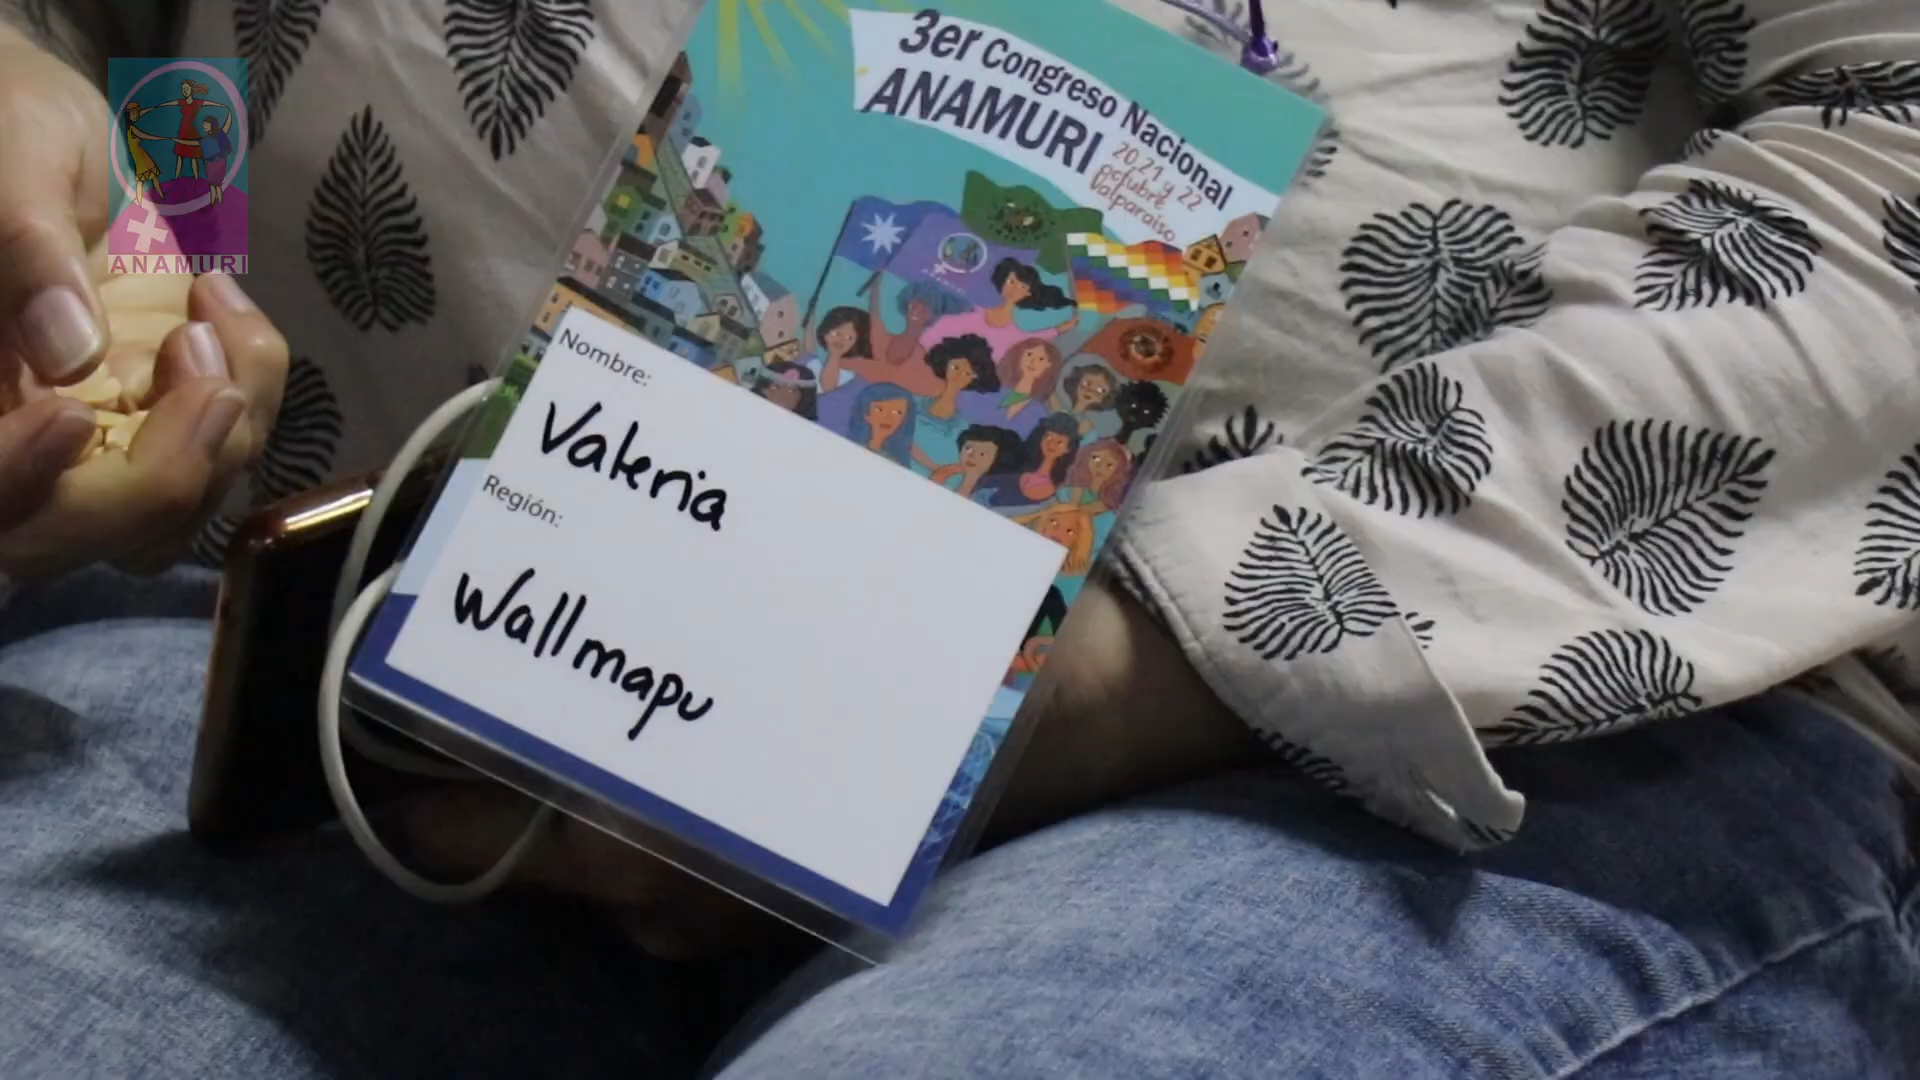 ANAMURI
3er Congreso Nacional
ANAMURI
20, 21 y 22
octubre
Valparaíso
Nombre:
Valeria
Región:
Wallmapu